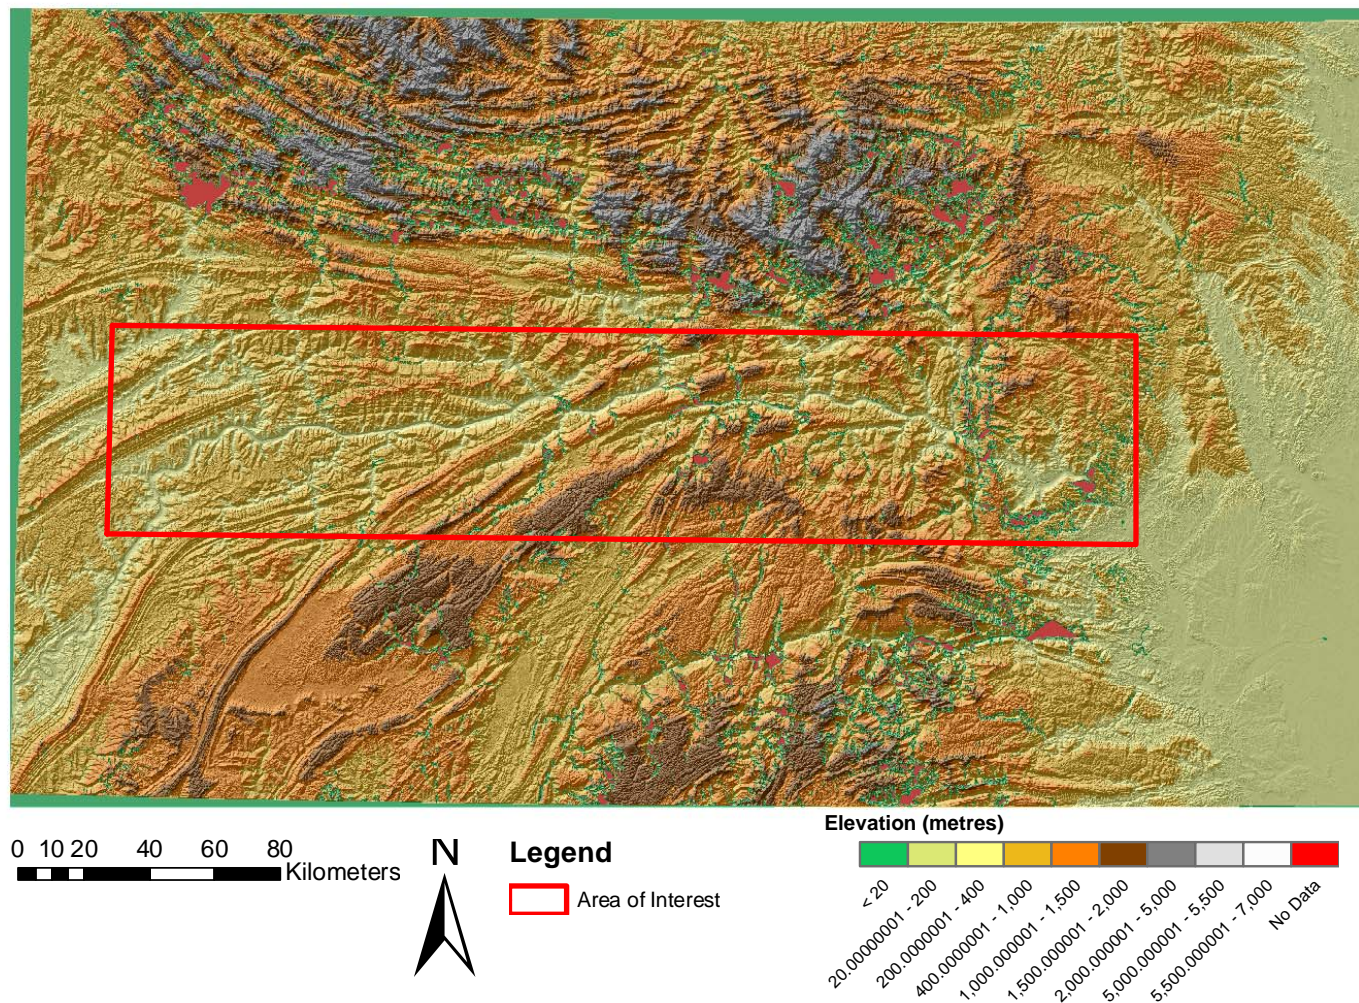 Elevation (metres)
0 10 20 40 60 80
Kilometers
N
Legend
Area of Interest
< 20
20.00000001 - 200
200.0000001 - 400
400.0000001 - 1,000
1,000.000001 - 1,500
1,500.000001 - 2,000
2,000.000001 - 5,000
5,000.000001 - 5,500
5,500.000001 - 7,000
No Data